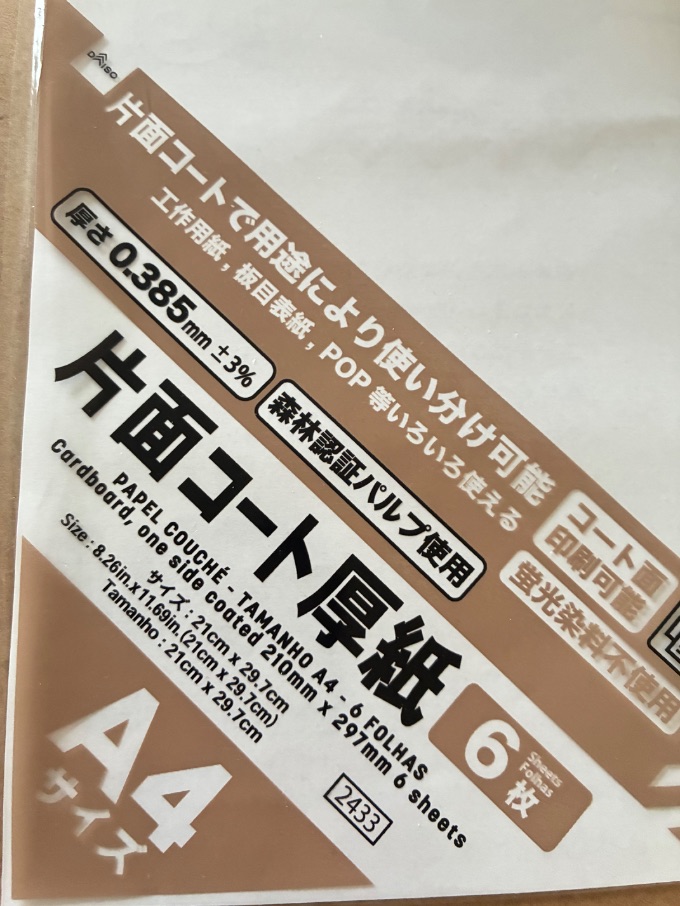 DAISO
片面コートで用途により使い分け可能
工作用紙，板目表紙，POP 等いろいろ使える
厚さ 0.385mm ±3%
森林認証パルプ使用
コート面
印刷可能
蛍光染料不使用
片面コート厚紙
PAPEL COUCHÉ - TAMANHO A4 - 6 FOLHAS
Cardboard, one side coated 210mm x 297mm 6 sheets
サイズ : 21cm x 29.7cm
Size : 8.26in.x11.69in.(21cm x 29.7cm)
Tamanho : 21cm x 29.7cm
6枚
Sheets
Folhas
2433
A4
サイズ